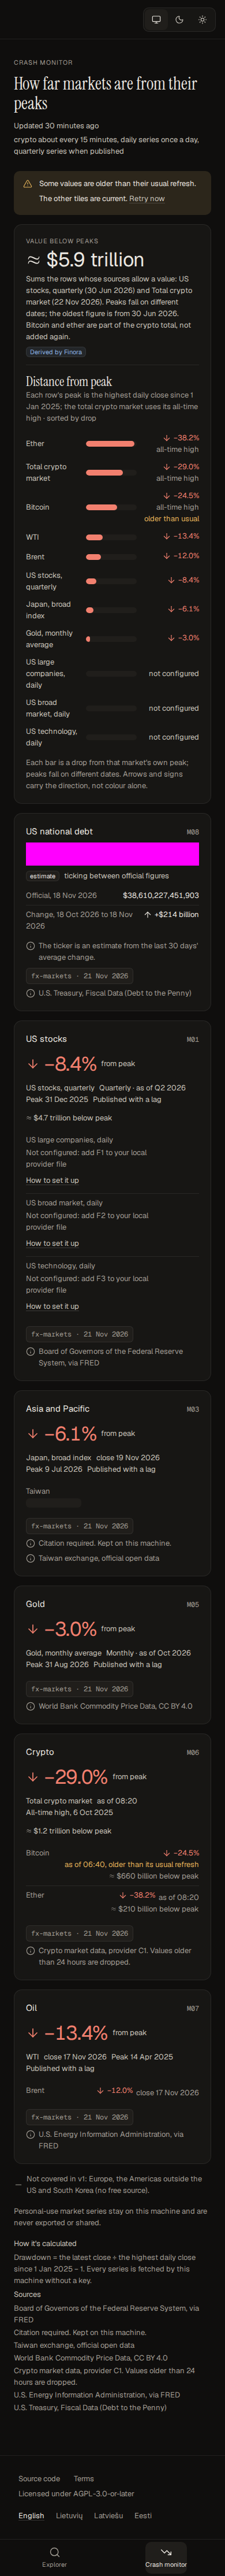 CRASH MONITOR
How far markets are from their
peaks
Updated 30 minutes ago
crypto about every 15 minutes, daily series once a day,
quarterly series when published
Some values are older than their usual refresh.
The other tiles are current. Retry now
VALUE BELOW PEAKS
≈ $5.9 trillion
Sums the rows whose sources allow a value: US
stocks, quarterly (30 Jun 2026) and Total crypto
market (22 Nov 2026). Peaks fall on different
dates; the oldest figure is from 30 Jun 2026.
Bitcoin and ether are part of the crypto total, not
added again.
Derived by Finora
Distance from peak
Each row's peak is the highest daily close since 1
Jan 2025; the total crypto market uses its all-time
high · sorted by drop
Ether ↓ −38.2%
all-time high
Total crypto
market ↓ −29.0%
all-time high
Bitcoin ↓ −24.5%
all-time high
older than usual
WTI ↓ −13.4%
Brent ↓ −12.0%
US stocks,
quarterly ↓ −8.4%
Japan, broad
index ↓ −6.1%
Gold, monthly
average ↓ −3.0%
US large
companies,
daily not configured
US broad
market, daily not configured
US technology,
daily not configured
Each bar is a drop from that market's own peak;
peaks fall on different dates. Arrows and signs
carry the direction, not colour alone.
US national debt M08
estimate ticking between official figures
Official, 18 Nov 2026 $38,610,227,451,903
Change, 18 Oct 2026 to 18 Nov
2026 ↑ +$214 billion
The ticker is an estimate from the last 30 days'
average change.
fx-markets · 21 Nov 2026
U.S. Treasury, Fiscal Data (Debt to the Penny)
US stocks M01
↓ −8.4% from peak
US stocks, quarterly Quarterly · as of Q2 2026
Peak 31 Dec 2025 Published with a lag
≈ $4.7 trillion below peak
US large companies, daily
Not configured: add F1 to your local
provider file
How to set it up
US broad market, daily
Not configured: add F2 to your local
provider file
How to set it up
US technology, daily
Not configured: add F3 to your local
provider file
How to set it up
fx-markets · 21 Nov 2026
Board of Governors of the Federal Reserve
System, via FRED
Asia and Pacific M03
↓ −6.1% from peak
Japan, broad index close 19 Nov 2026
Peak 9 Jul 2026 Published with a lag
Taiwan
fx-markets · 21 Nov 2026
Citation required. Kept on this machine.
Taiwan exchange, official open data
Gold M05
↓ −3.0% from peak
Gold, monthly average Monthly · as of Oct 2026
Peak 31 Aug 2026 Published with a lag
fx-markets · 21 Nov 2026
World Bank Commodity Price Data, CC BY 4.0
Crypto M06
↓ −29.0% from peak
Total crypto market as of 08:20
All-time high, 6 Oct 2025
≈ $1.2 trillion below peak
Bitcoin ↓ −24.5%
as of 06:40, older than its usual refresh
≈ $660 billion below peak
Ether ↓ −38.2% as of 08:20
≈ $210 billion below peak
fx-markets · 21 Nov 2026
Crypto market data, provider C1. Values older
than 24 hours are dropped.
Oil M07
↓ −13.4% from peak
WTI close 17 Nov 2026 Peak 14 Apr 2025
Published with a lag
Brent ↓ −12.0% close 17 Nov 2026
fx-markets · 21 Nov 2026
U.S. Energy Information Administration, via
FRED
— Not covered in v1: Europe, the Americas outside the
US and South Korea (no free source).
Personal-use market series stay on this machine and are
never exported or shared.
How it's calculated
Drawdown = the latest close ÷ the highest daily close
since 1 Jan 2025 − 1. Every series is fetched by this
machine without a key.
Sources
Board of Governors of the Federal Reserve System, via
FRED
Citation required. Kept on this machine.
Taiwan exchange, official open data
World Bank Commodity Price Data, CC BY 4.0
Crypto market data, provider C1. Values older than 24
hours are dropped.
U.S. Energy Information Administration, via FRED
U.S. Treasury, Fiscal Data (Debt to the Penny)
Source code Terms
Licensed under AGPL-3.0-or-later
English Lietuvių Latviešu Eesti
Explorer Crash monitor